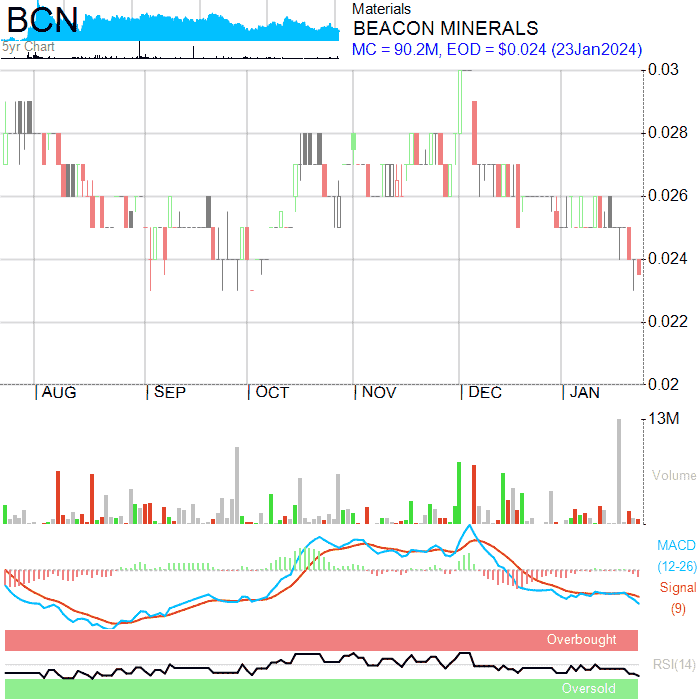 BCN
5yr Chart
Materials
BEACON MINERALS
MC = 90.2M, EOD = $0.024 (23Jan2024)
0.03
0.028
0.026
0.024
0.022
0.02
AUG SEP OCT NOV DEC JAN
13M
Volume
MACD
(12-26)
Signal
(9)
Overbought
RSI(14)
Oversold